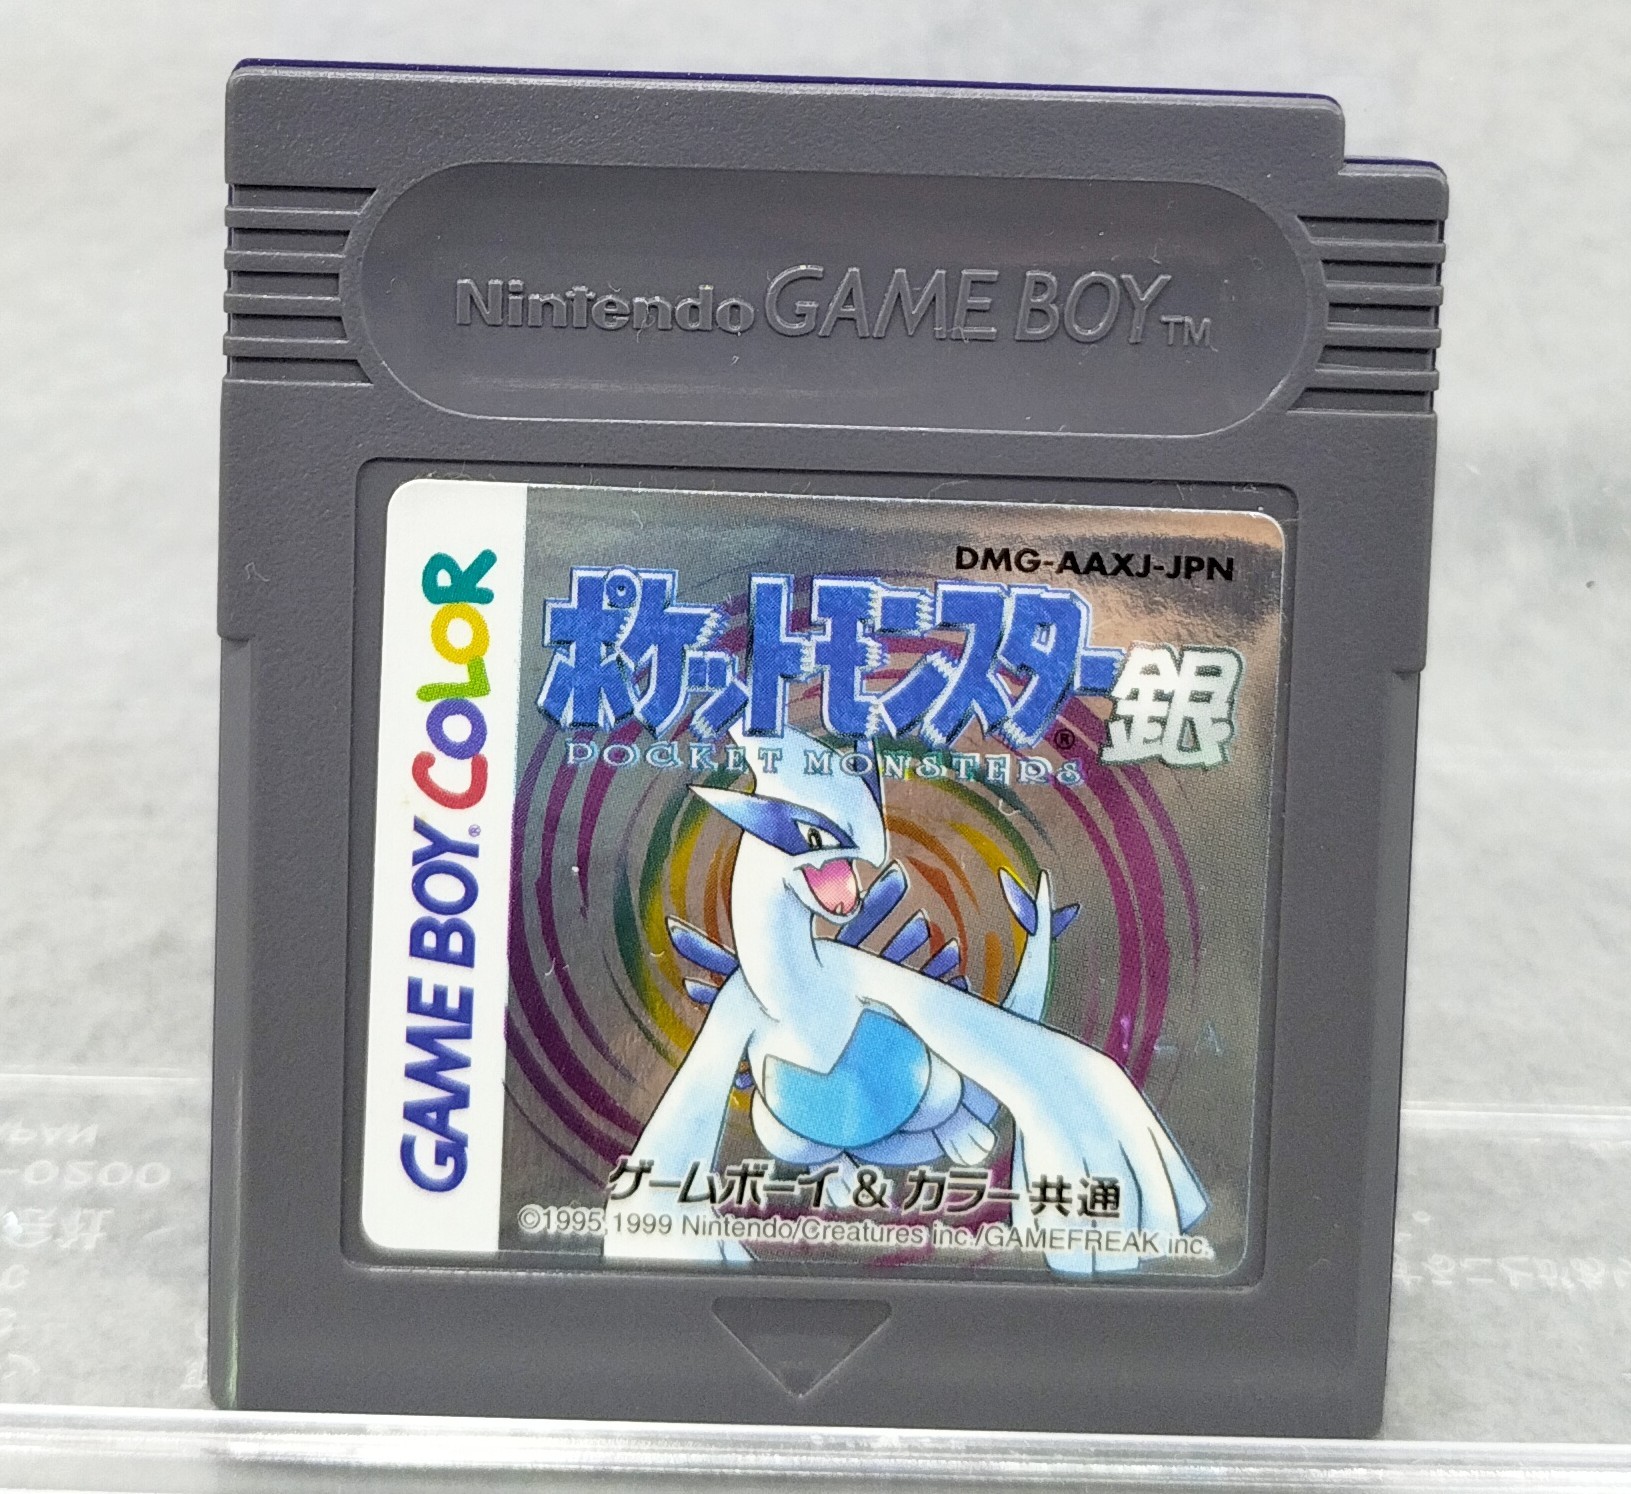 Nintendo GAME BOY TM
GAME BOY® COLOR
DMG-AAXJ-JPN
ポケットモンスター® 銀
POCKET MONSTERS
ゲームボーイ & カラー共通
©1995,1999 Nintendo/Creatures inc./GAMEFREAK inc.